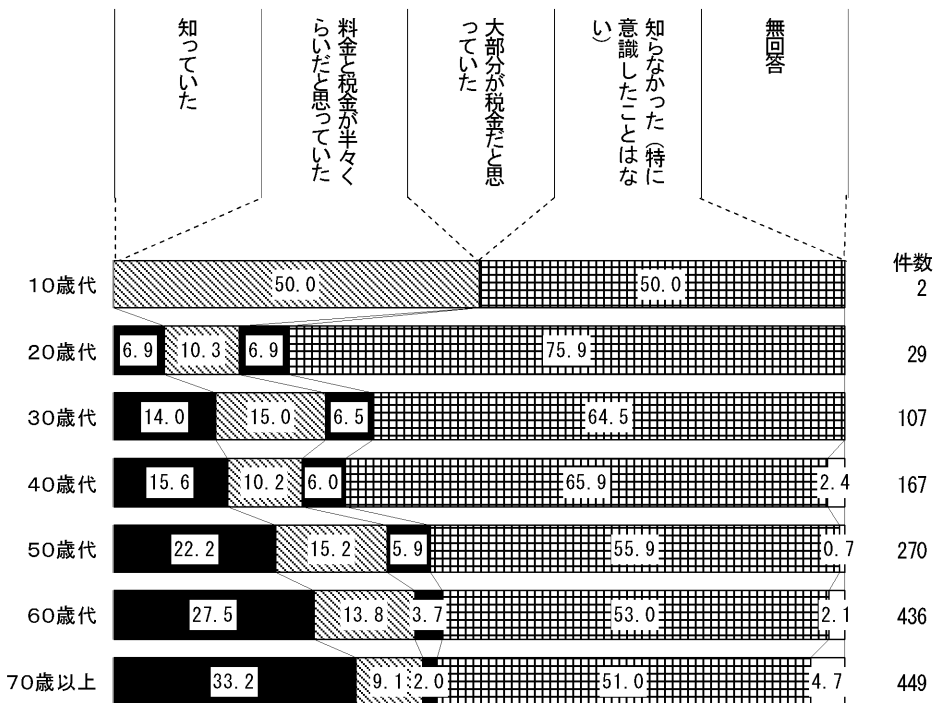 知っていた
料金と税金が半々く
らいだと思っていた
大部分が税金だと思
っていた
知らなかった（特に
意識したことはな
い）
無回答
件数
10歳代 50.0 50.0 2
20歳代 6.9 10.3 6.9 75.9 29
30歳代 14.0 15.0 6.5 64.5 107
40歳代 15.6 10.2 6.0 65.9 2.4 167
50歳代 22.2 15.2 5.9 55.9 0.7 270
60歳代 27.5 13.8 3.7 53.0 2.1 436
70歳以上 33.2 9.1 2.0 51.0 4.7 449